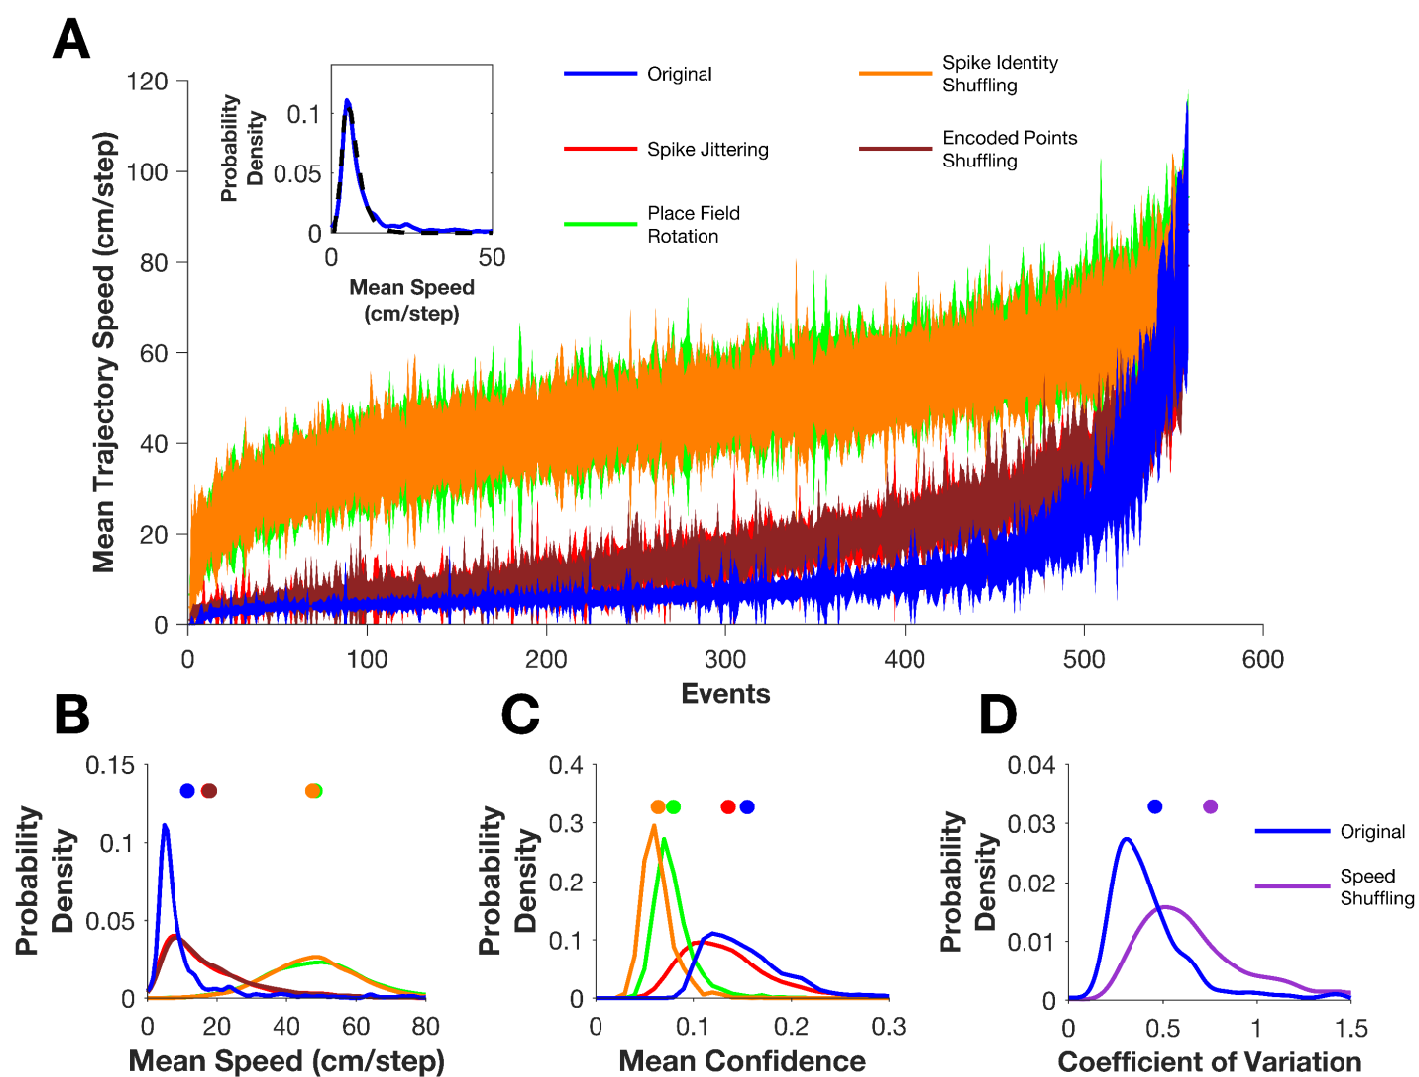 A
Original
Spike Jittering
Place Field
Rotation
Spike Identity
Shuffling
Encoded Points
Shuffling
Mean Trajectory Speed (cm/step)
120
100
80
60
40
20
0
0
100
200
300
400
500
600
Events
Probability
Density
0.1
0.05
0
0
50
Mean Speed
(cm/step)
B
Probability
Density
0.15
0.1
0.05
0
0
20
40
60
80
Mean Speed (cm/step)
C
Probability
Density
0.4
0.3
0.2
0.1
0
0
0.1
0.2
0.3
Mean Confidence
D
Probability
Density
0.04
0.03
0.02
0.01
0
0
0.5
1
1.5
Coefficient of Variation
Original
Speed
Shuffling